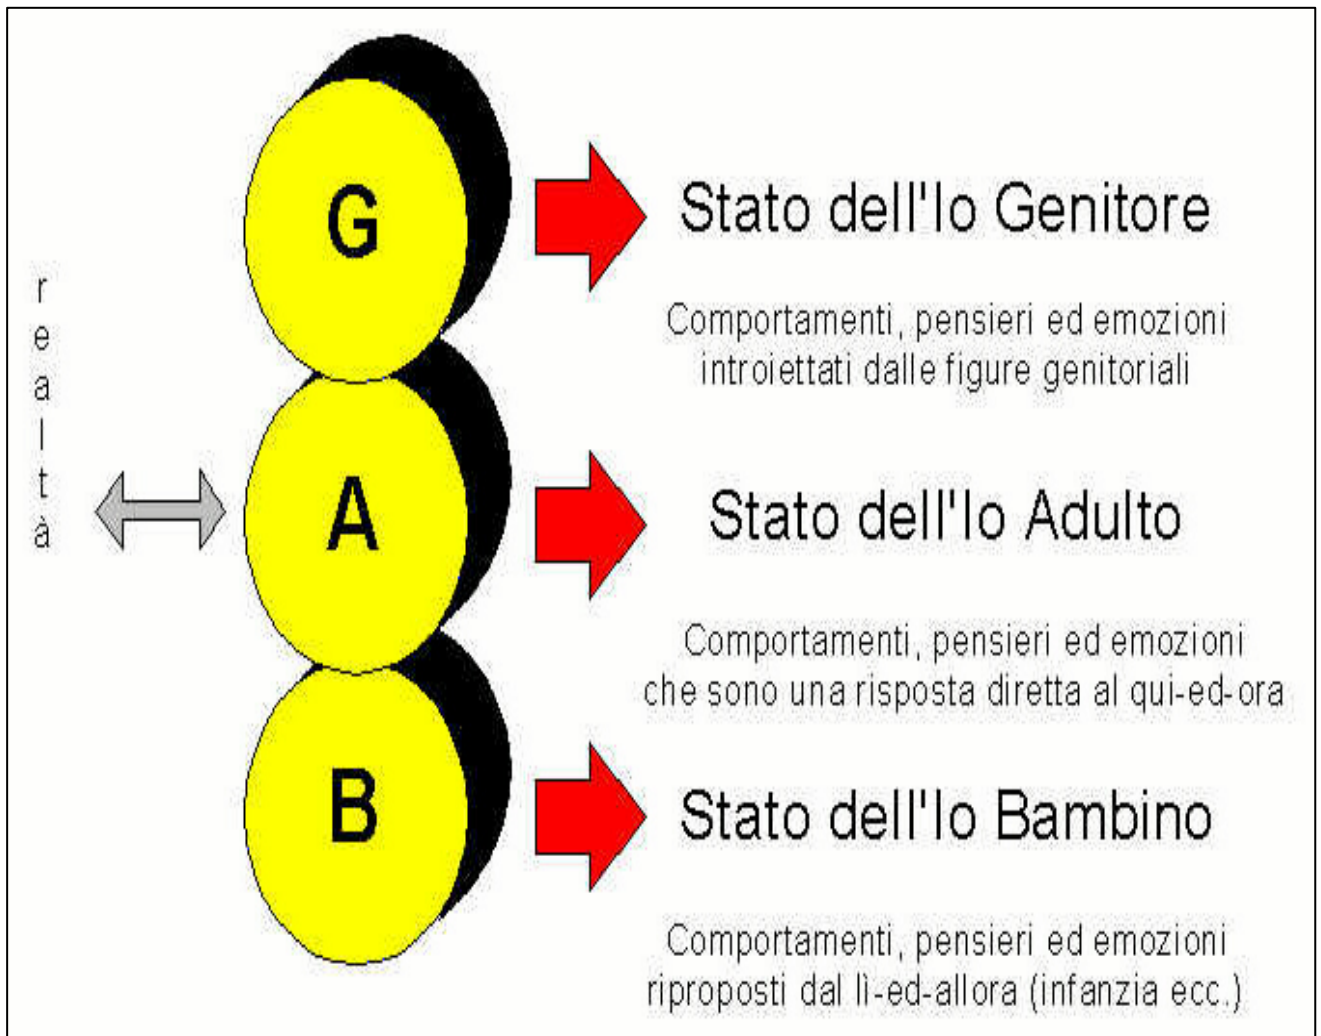 G
Stato dell'Io Genitore
Comportamenti, pensieri ed emozioni
introiettati dalle figure genitoriali
realtà
A
Stato dell'Io Adulto
Comportamenti, pensieri ed emozioni
che sono una risposta diretta al qui-ed-ora
B
Stato dell'Io Bambino
Comportamenti, pensieri ed emozioni
riproposti dal lì-ed-allora (infanzia ecc.)